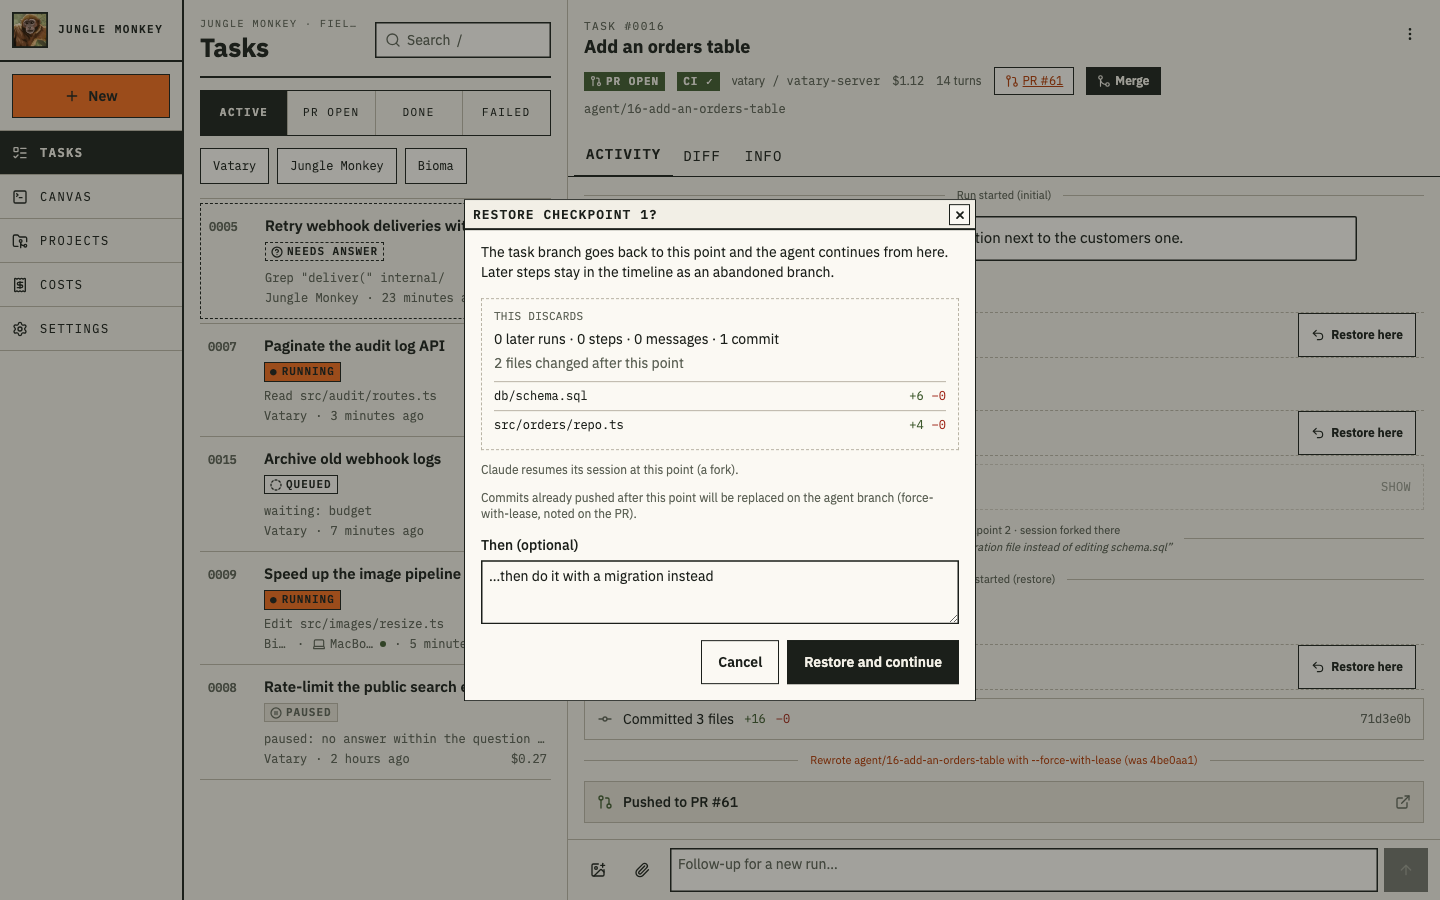 JUNGLE MONKEY
New
TASKS
CANVAS
PROJECTS
COSTS
SETTINGS
JUNGLE MONKEY · FIEL…
Tasks
Search /
ACTIVE
PR OPEN
DONE
FAILED
Vatary
Jungle Monkey
Bioma
0005
Retry webhook deliveries wit
NEEDS ANSWER
Grep "deliver(" internal/
Jungle Monkey · 23 minutes a
0007
Paginate the audit log API
RUNNING
Read src/audit/routes.ts
Vatary · 3 minutes ago
0015
Archive old webhook logs
QUEUED
waiting: budget
Vatary · 7 minutes ago
0009
Speed up the image pipeline
RUNNING
Edit src/images/resize.ts
Bi… · MacBo… ● · 5 minute
0008
Rate-limit the public search e
PAUSED
paused: no answer within the question …
Vatary · 2 hours ago $0.27
TASK #0016
Add an orders table
PR OPEN
CI ✓
vatary / vatary-server $1.12 14 turns
PR #61
Merge
agent/16-add-an-orders-table
ACTIVITY
DIFF
INFO
Run started (initial)
tion next to the customers one.
Restore here
Restore here
SHOW
point 2 · session forked there
ration file instead of editing schema.sql”
started (restore)
Restore here
Committed 3 files +16 −0 71d3e0b
Rewrote agent/16-add-an-orders-table with --force-with-lease (was 4be0aa1)
Pushed to PR #61
Follow-up for a new run...
RESTORE CHECKPOINT 1?
The task branch goes back to this point and the agent continues from here.
Later steps stay in the timeline as an abandoned branch.
THIS DISCARDS
0 later runs · 0 steps · 0 messages · 1 commit
2 files changed after this point
db/schema.sql +6 −0
src/orders/repo.ts +4 −0
Claude resumes its session at this point (a fork).
Commits already pushed after this point will be replaced on the agent branch (force-
with-lease, noted on the PR).
Then (optional)
...then do it with a migration instead
Cancel
Restore and continue